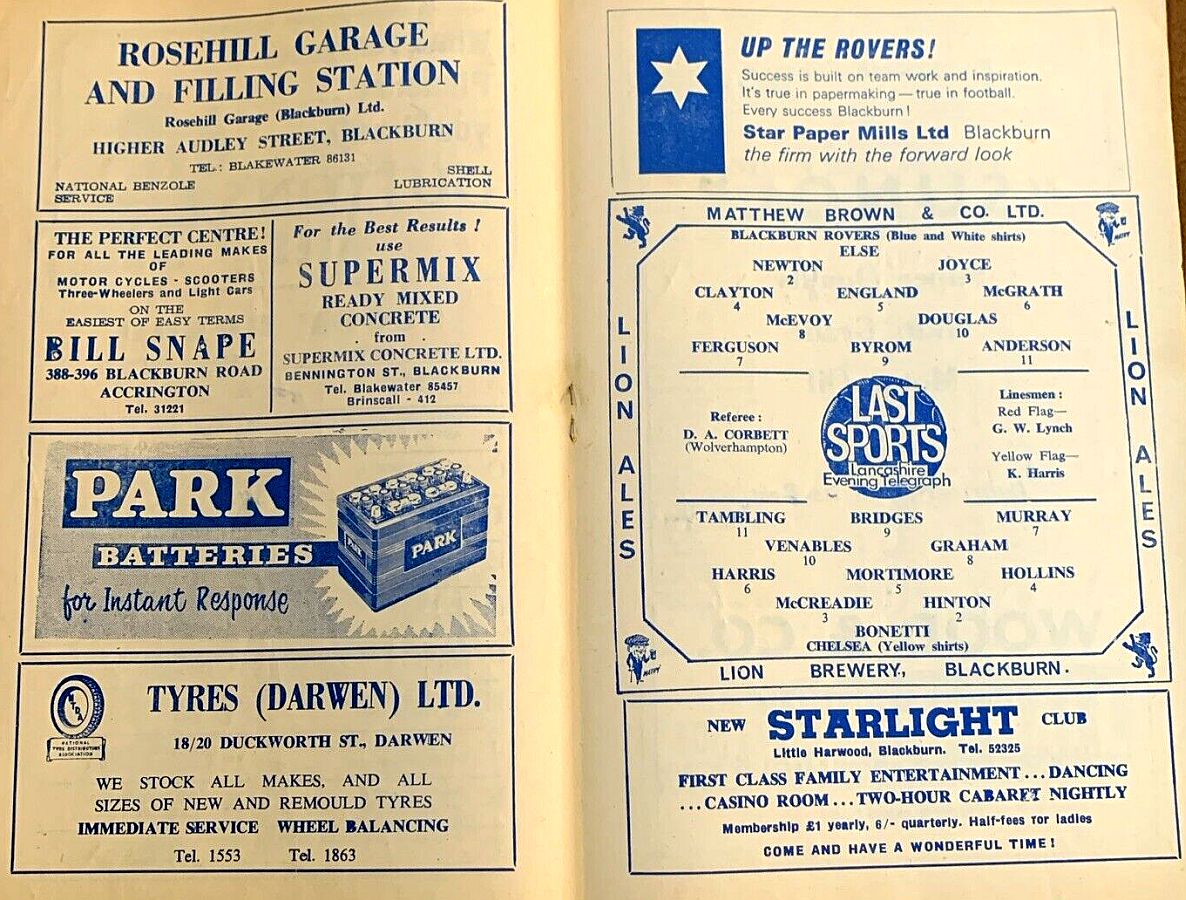 ROSEHILL GARAGE
AND FILLING STATION
Rosehill Garage (Blackburn) Ltd.
HIGHER AUDLEY STREET, BLACKBURN
TEL.: BLAKEWATER 86131
NATIONAL BENZOLE
SERVICE
SHELL
LUBRICATION
THE PERFECT CENTRE!
FOR ALL THE LEADING MAKES
OF
MOTOR CYCLES - SCOOTERS
Three-Wheelers and Light Cars
ON THE
EASIEST OF EASY TERMS
BILL SNAPE
388-396 BLACKBURN ROAD
ACCRINGTON
Tel. 31221
For the Best Results !
use
SUPERMIX
READY MIXED
CONCRETE
. from .
SUPERMIX CONCRETE LTD.
BENNINGTON ST., BLACKBURN
Tel. Blakewater 85457
Brinscall - 412
PARK
BATTERIES
for Instant Response
PARK
PARK
NTDA
NATIONAL
TYRE DISTRIBUTORS
ASSOCIATION
TYRES (DARWEN) LTD.
18/20 DUCKWORTH ST., DARWEN
WE STOCK ALL MAKES, AND ALL
SIZES OF NEW AND REMOULD TYRES
IMMEDIATE SERVICE WHEEL BALANCING
Tel. 1553 Tel. 1863
UP THE ROVERS!
Success is built on team work and inspiration.
It's true in papermaking — true in football.
Every success Blackburn!
Star Paper Mills Ltd Blackburn
the firm with the forward look
MATTHEW BROWN & CO. LTD.
MATTY
LION ALES
LION ALES
BLACKBURN ROVERS (Blue and White shirts)
ELSE
NEWTON JOYCE
2 3
CLAYTON ENGLAND McGRATH
4 5 6
McEVOY DOUGLAS
8 10
FERGUSON BYROM ANDERSON
7 9 11
Referee :
D. A. CORBETT
(Wolverhampton)
LAST
SPORTS
Lancashire
Evening Telegraph
Linesmen :
Red Flag—
G. W. Lynch
Yellow Flag—
K. Harris
TAMBLING BRIDGES MURRAY
11 9 7
VENABLES GRAHAM
10 8
HARRIS MORTIMORE HOLLINS
6 5 4
McCREADIE HINTON
3 2
BONETTI
CHELSEA (Yellow shirts)
MATTY
LION BREWERY, BLACKBURN.
NEW STARLIGHT CLUB
Little Harwood, Blackburn. Tel. 52325
FIRST CLASS FAMILY ENTERTAINMENT...DANCING
...CASINO ROOM...TWO-HOUR CABARET NIGHTLY
Membership £1 yearly, 6/- quarterly. Half-fees for ladies
COME AND HAVE A WONDERFUL TIME!